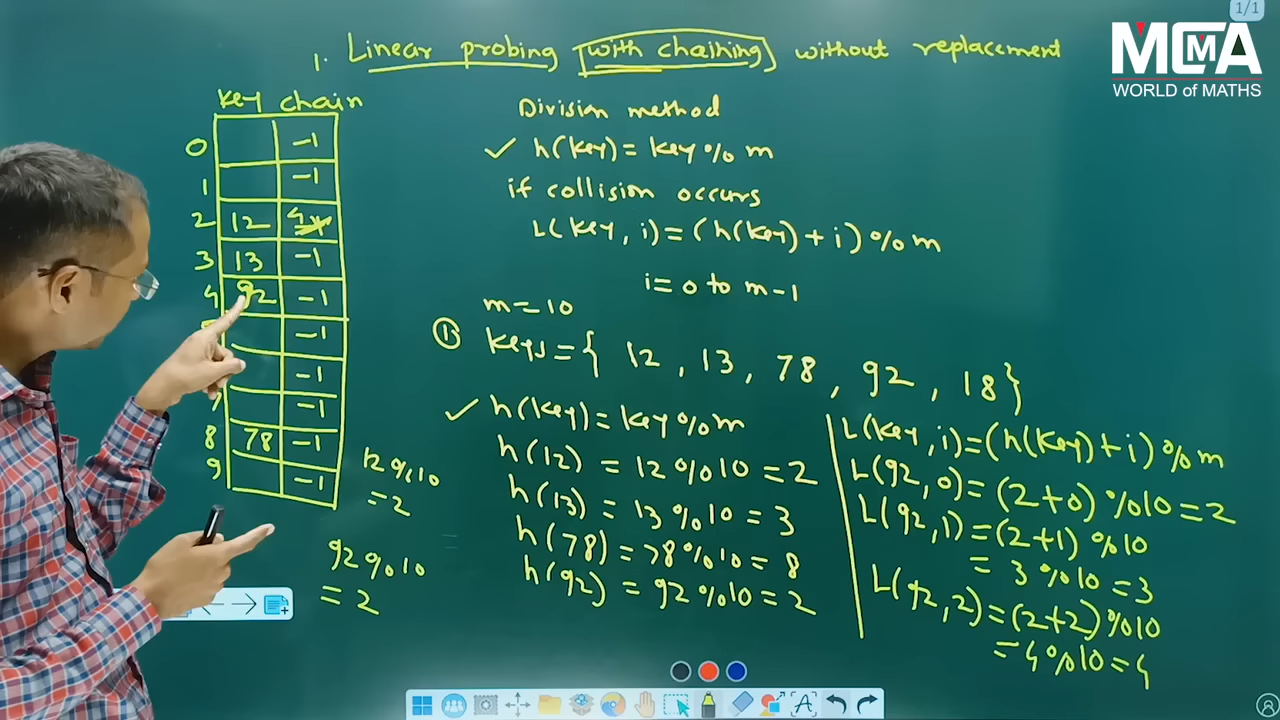 1/1
MCMA
WORLD of MATHS
1. Linear probing with chaining without replacement
key chain
0 -1
1 -1
2 12 4
3 13 -1
4 92 -1
-1
-1
7 -1
8 78 -1
9 -1
12%10
=2
92%10
=2
Division method
✓ h(key)=key%m
if collision occurs
L(key,i)=(h(key)+i)%m
i=0 to m-1
m=10
① keys={ 12, 13, 78, 92, 18}
✓ h(key)=key%m
h(12) = 12%10=2
h(13) = 13%10=3
h(78)=78%10=8
h(92) = 92%10=2
L(key,i)=(h(key)+i)%m
L(92,0)=(2+0)%10=2
L(92,1)=(2+1)%10
= 3%10=3
L(92,2)=(2+2)%10
=4%10=4